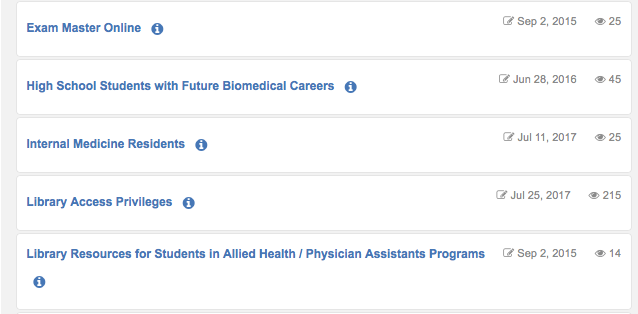 Exam Master Online Sep 2, 2015 25
High School Students with Future Biomedical Careers Jun 28, 2016 45
Internal Medicine Residents Jul 11, 2017 25
Library Access Privileges Jul 25, 2017 215
Library Resources for Students in Allied Health / Physician Assistants Programs Sep 2, 2015 14